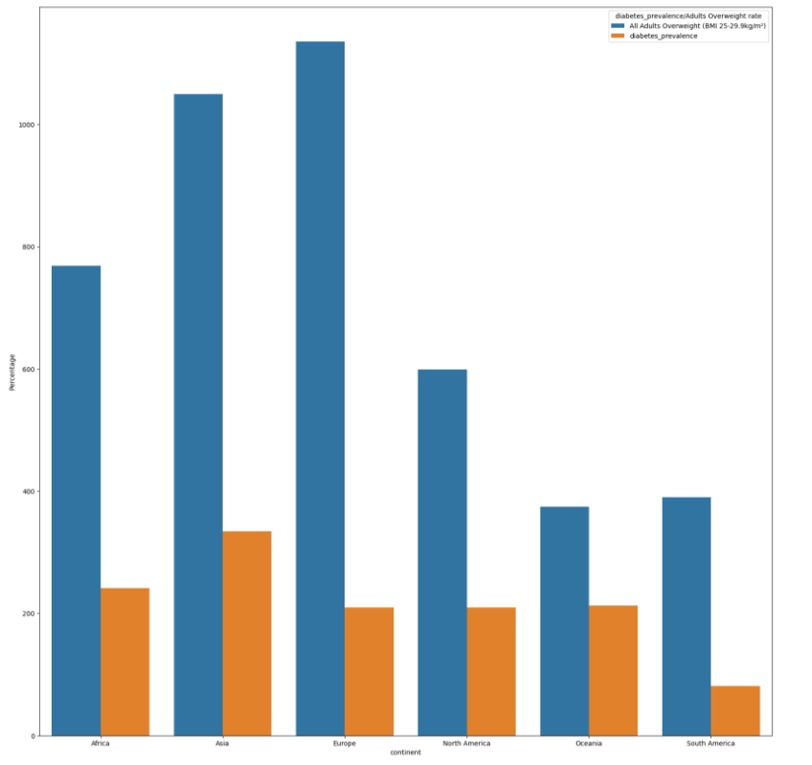 diabetes_prevalence/Adults Overweight rate
All Adults Overweight (BMI 25-29.9kg/m²)
diabetes_prevalence
1000
800
600
400
200
0
Percentage
Africa Asia Europe North America Oceania South America
continent